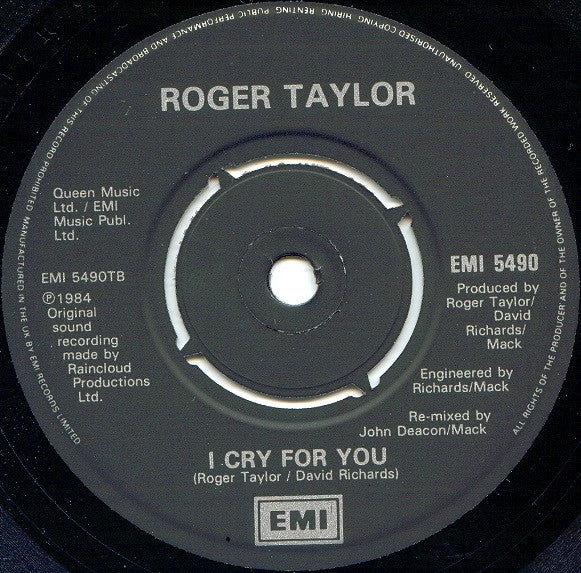 ROGER TAYLOR
Queen Music
Ltd. / EMI
Music Publ.
Ltd.
EMI 5490TB
Ⓟ1984
Original
sound
recording
made by
Raincloud
Productions
Ltd.
EMI 5490
Produced by
Roger Taylor/
David
Richards/
Mack
Engineered by
Richards/Mack
Re-mixed by
John Deacon/Mack
I CRY FOR YOU
(Roger Taylor / David Richards)
EMI
MANUFACTURED IN THE UK BY EMI RECORDS LIMITED
ALL RIGHTS OF THE PRODUCER AND OF THE OWNER OF THE RECORDED WORK RESERVED. UNAUTHORISED COPYING, HIRING, RENTING, PUBLIC PERFORMANCE AND BROADCASTING OF THIS RECORD PROHIBITED.